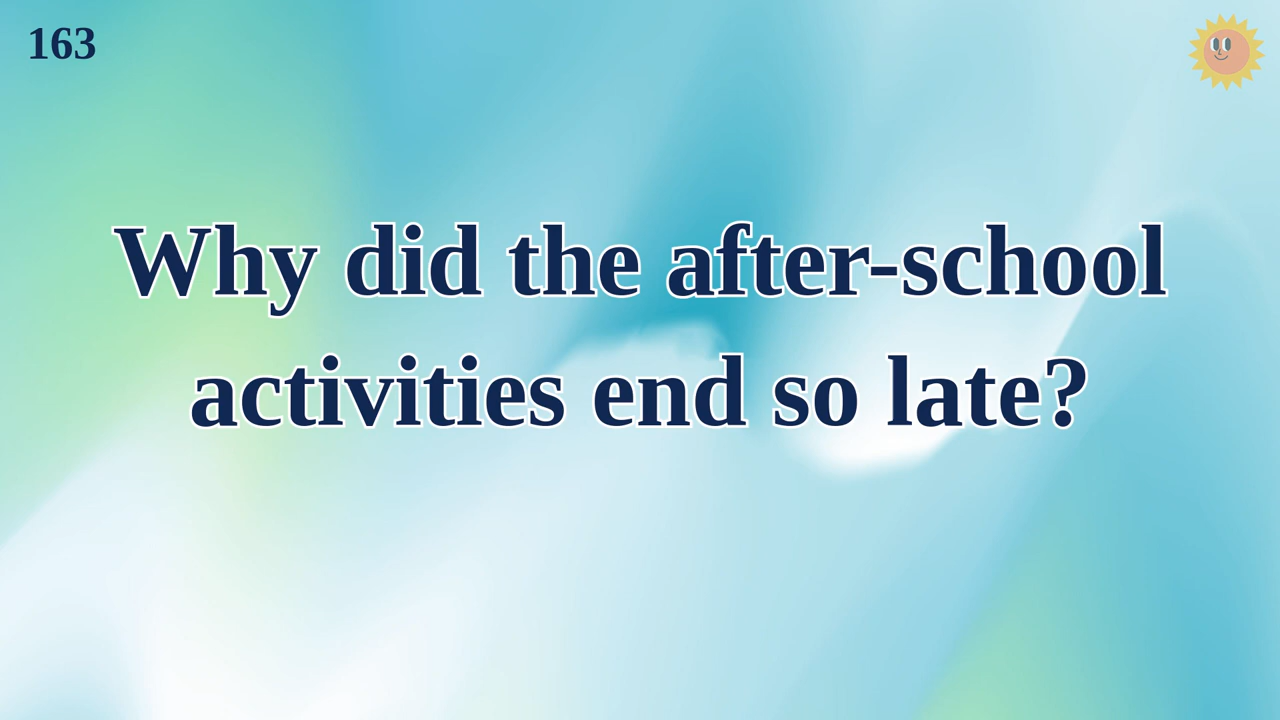 163
Why did the after-school
activities end so late?